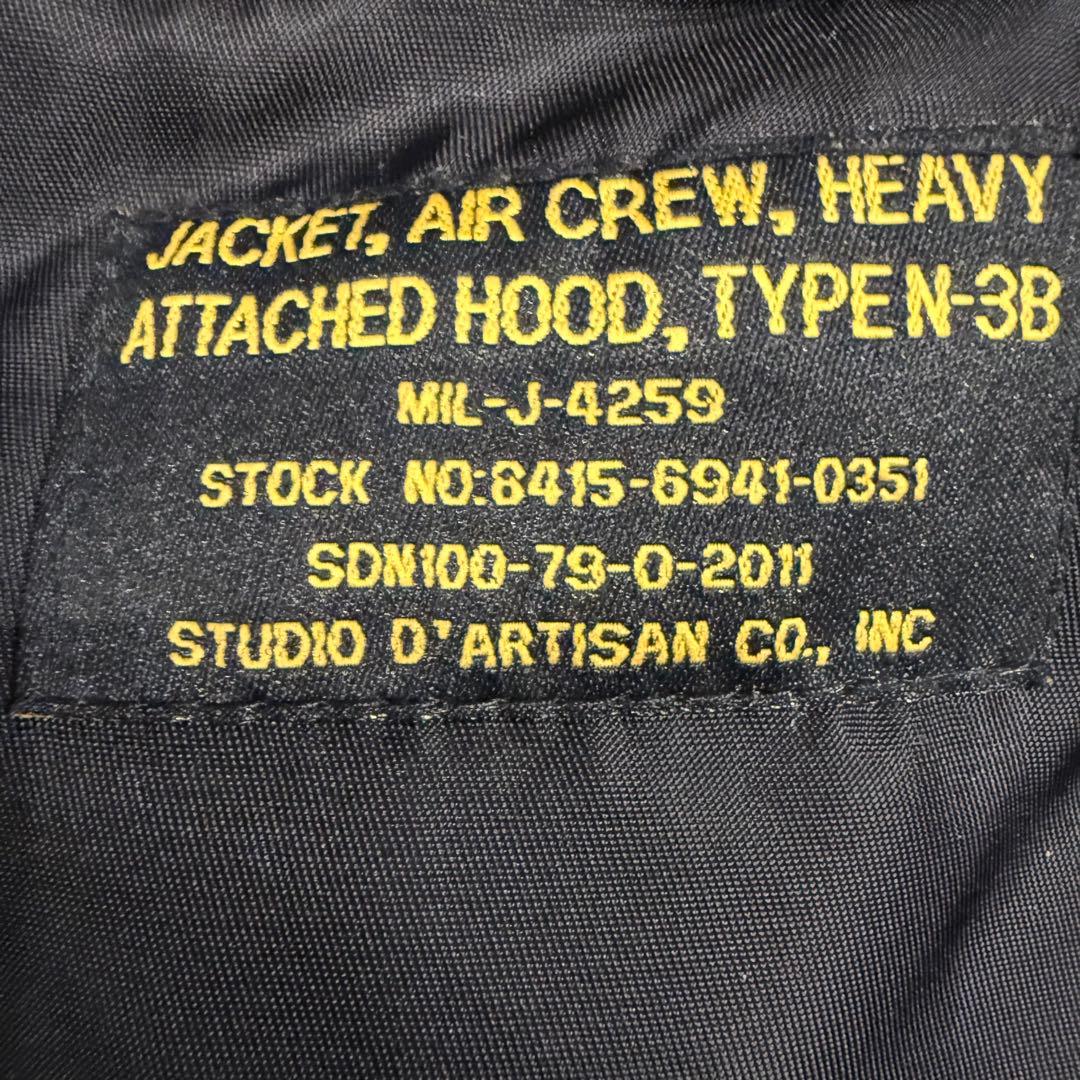 JACKET, AIR CREW, HEAVY
ATTACHED HOOD, TYPE N-3B
MIL-J-4259
STOCK NO:8415-6941-0351
SDN100-79-0-2011
STUDIO D'ARTISAN CO., INC